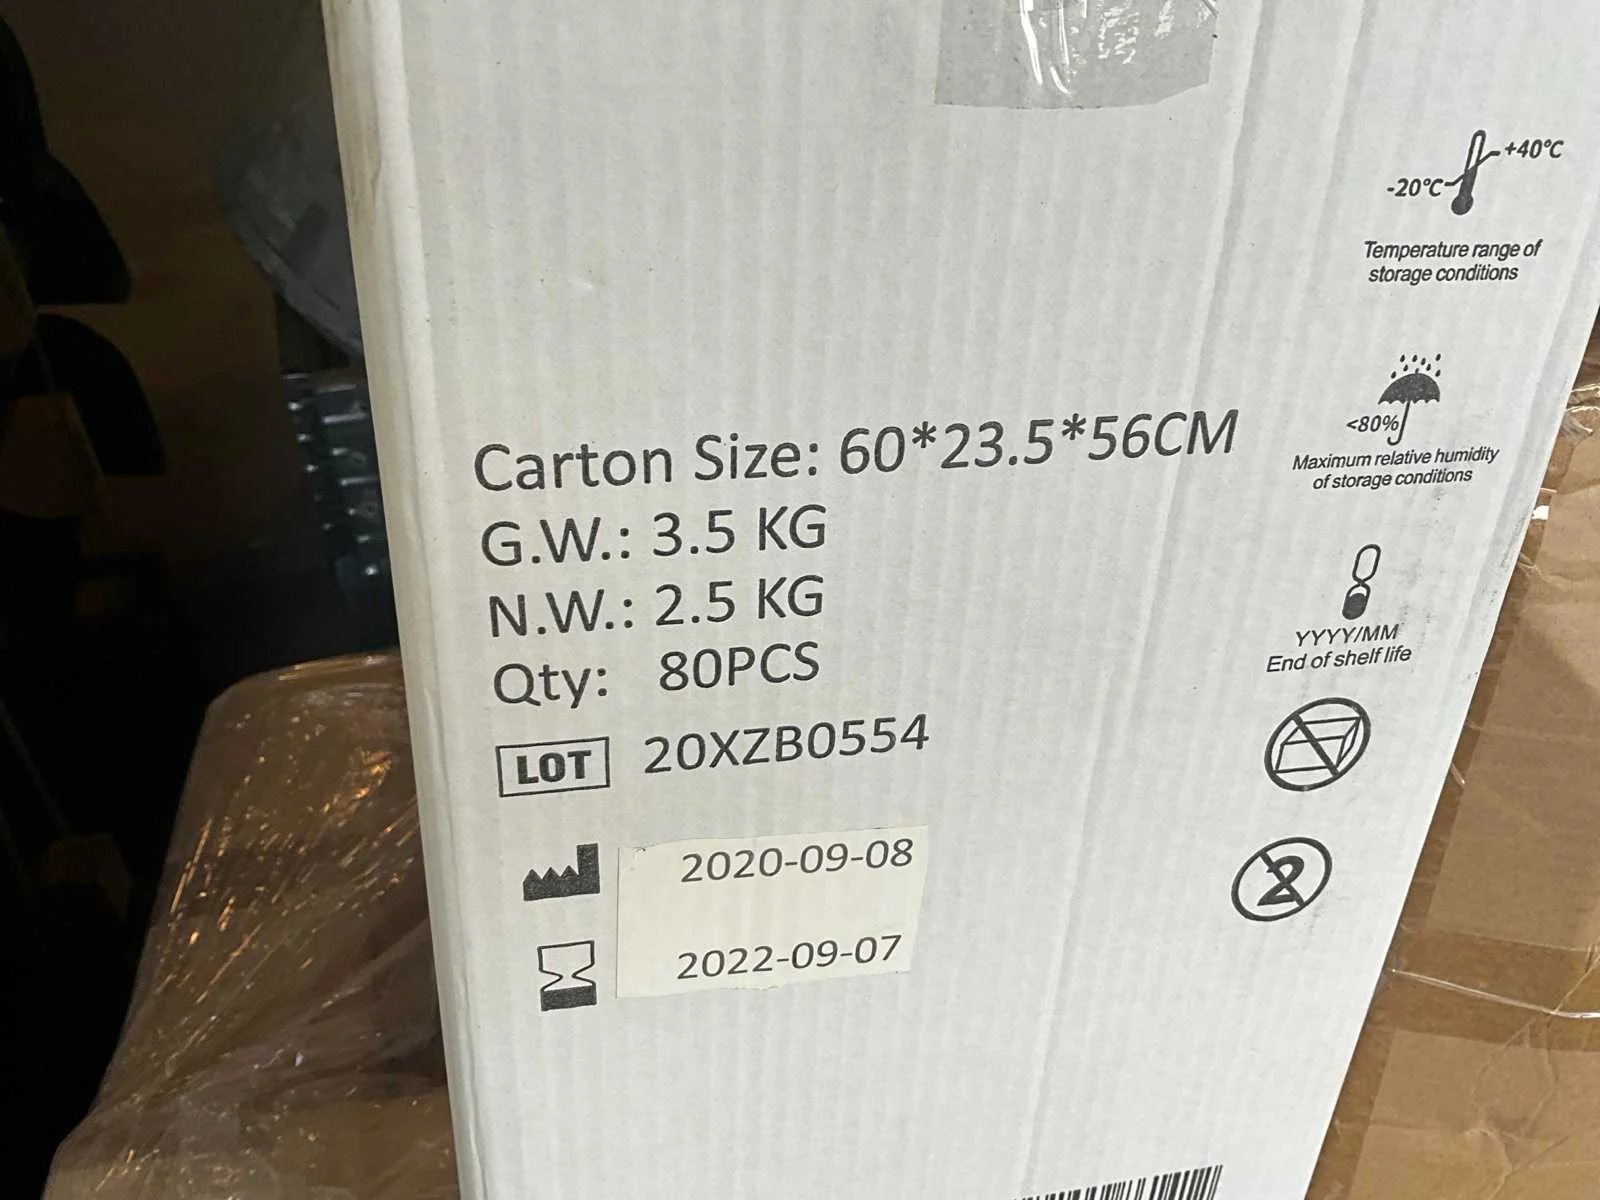 +40°C
-20°C
Temperature range of
storage conditions
<80%
Maximum relative humidity
of storage conditions
YYYY/MM
End of shelf life
2
Carton Size: 60*23.5*56CM
G.W.: 3.5 KG
N.W.: 2.5 KG
Qty: 80PCS
LOT 20XZB0554
2020-09-08
2022-09-07